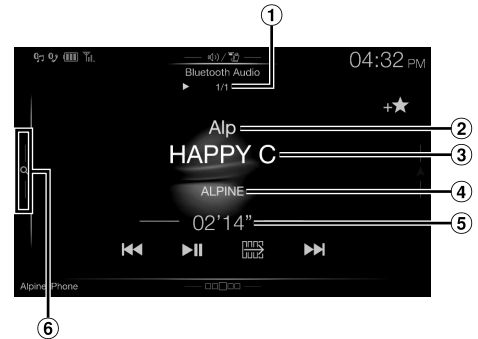 ①
04:32 PM
Bluetooth Audio
1/1
Alp ②
HAPPY C ③
ALPINE ④
02'14" ⑤
Alpine Phone
⑥